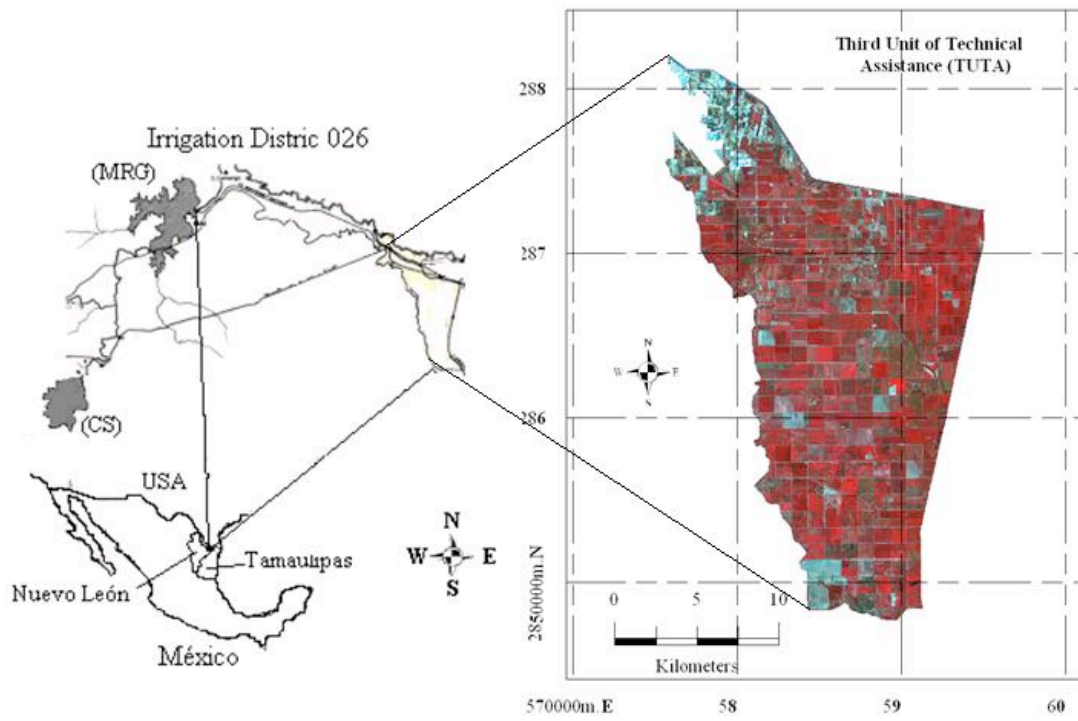 Third Unit of Technical
Assistance (TUTA)
Irrigation Distric 026
(MRG)
(CS)
USA
Tamaulipas
Nuevo León
México
N
W E
S
288
287
286
2850000m.N
N
W E
S
0 5 10
Kilometers
570000m.E 58 59 60